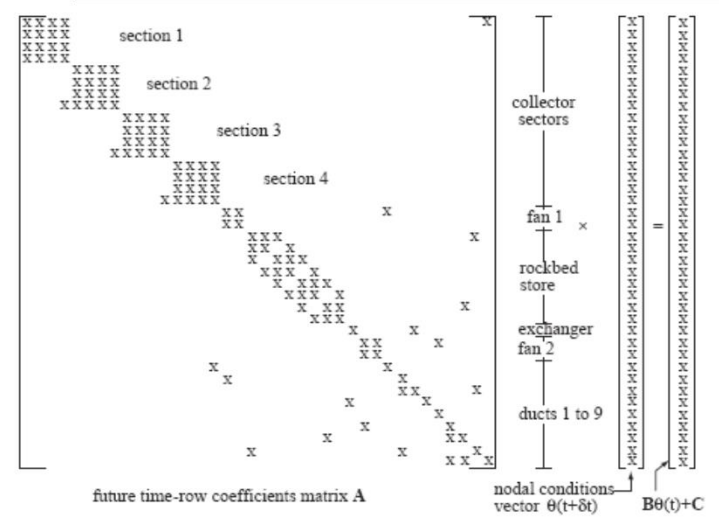 section 1
section 2
section 3
section 4
collector
sectors
fan 1
x
=
rockbed
store
exchanger
fan 2
ducts 1 to 9
future time-row coefficients matrix A
nodal conditions
vector θ(t+δt)
Bθ(t)+C